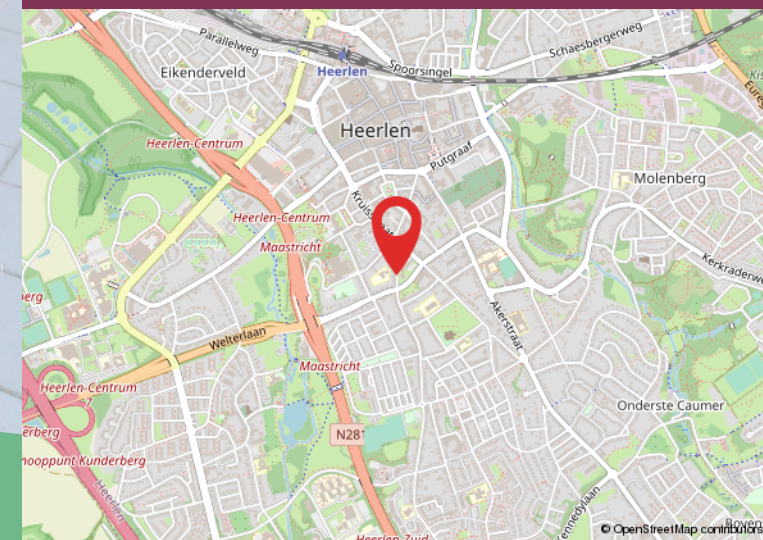 Parallelweg
Schaesbergerweg
Eikenderveld
Heerlen
Spoorsingel
Heerlen
Heerlen-Centrum
Putgraaf
Molenberg
Heerlen-Centrum
Maastricht
Kerkraderweg
Akerstraat
Welterlaan
Maastricht
Heerlen-Centrum
Onderste Caumer
N281
Heerlen
Heerlen-Zuid
© OpenStreetMap contributors